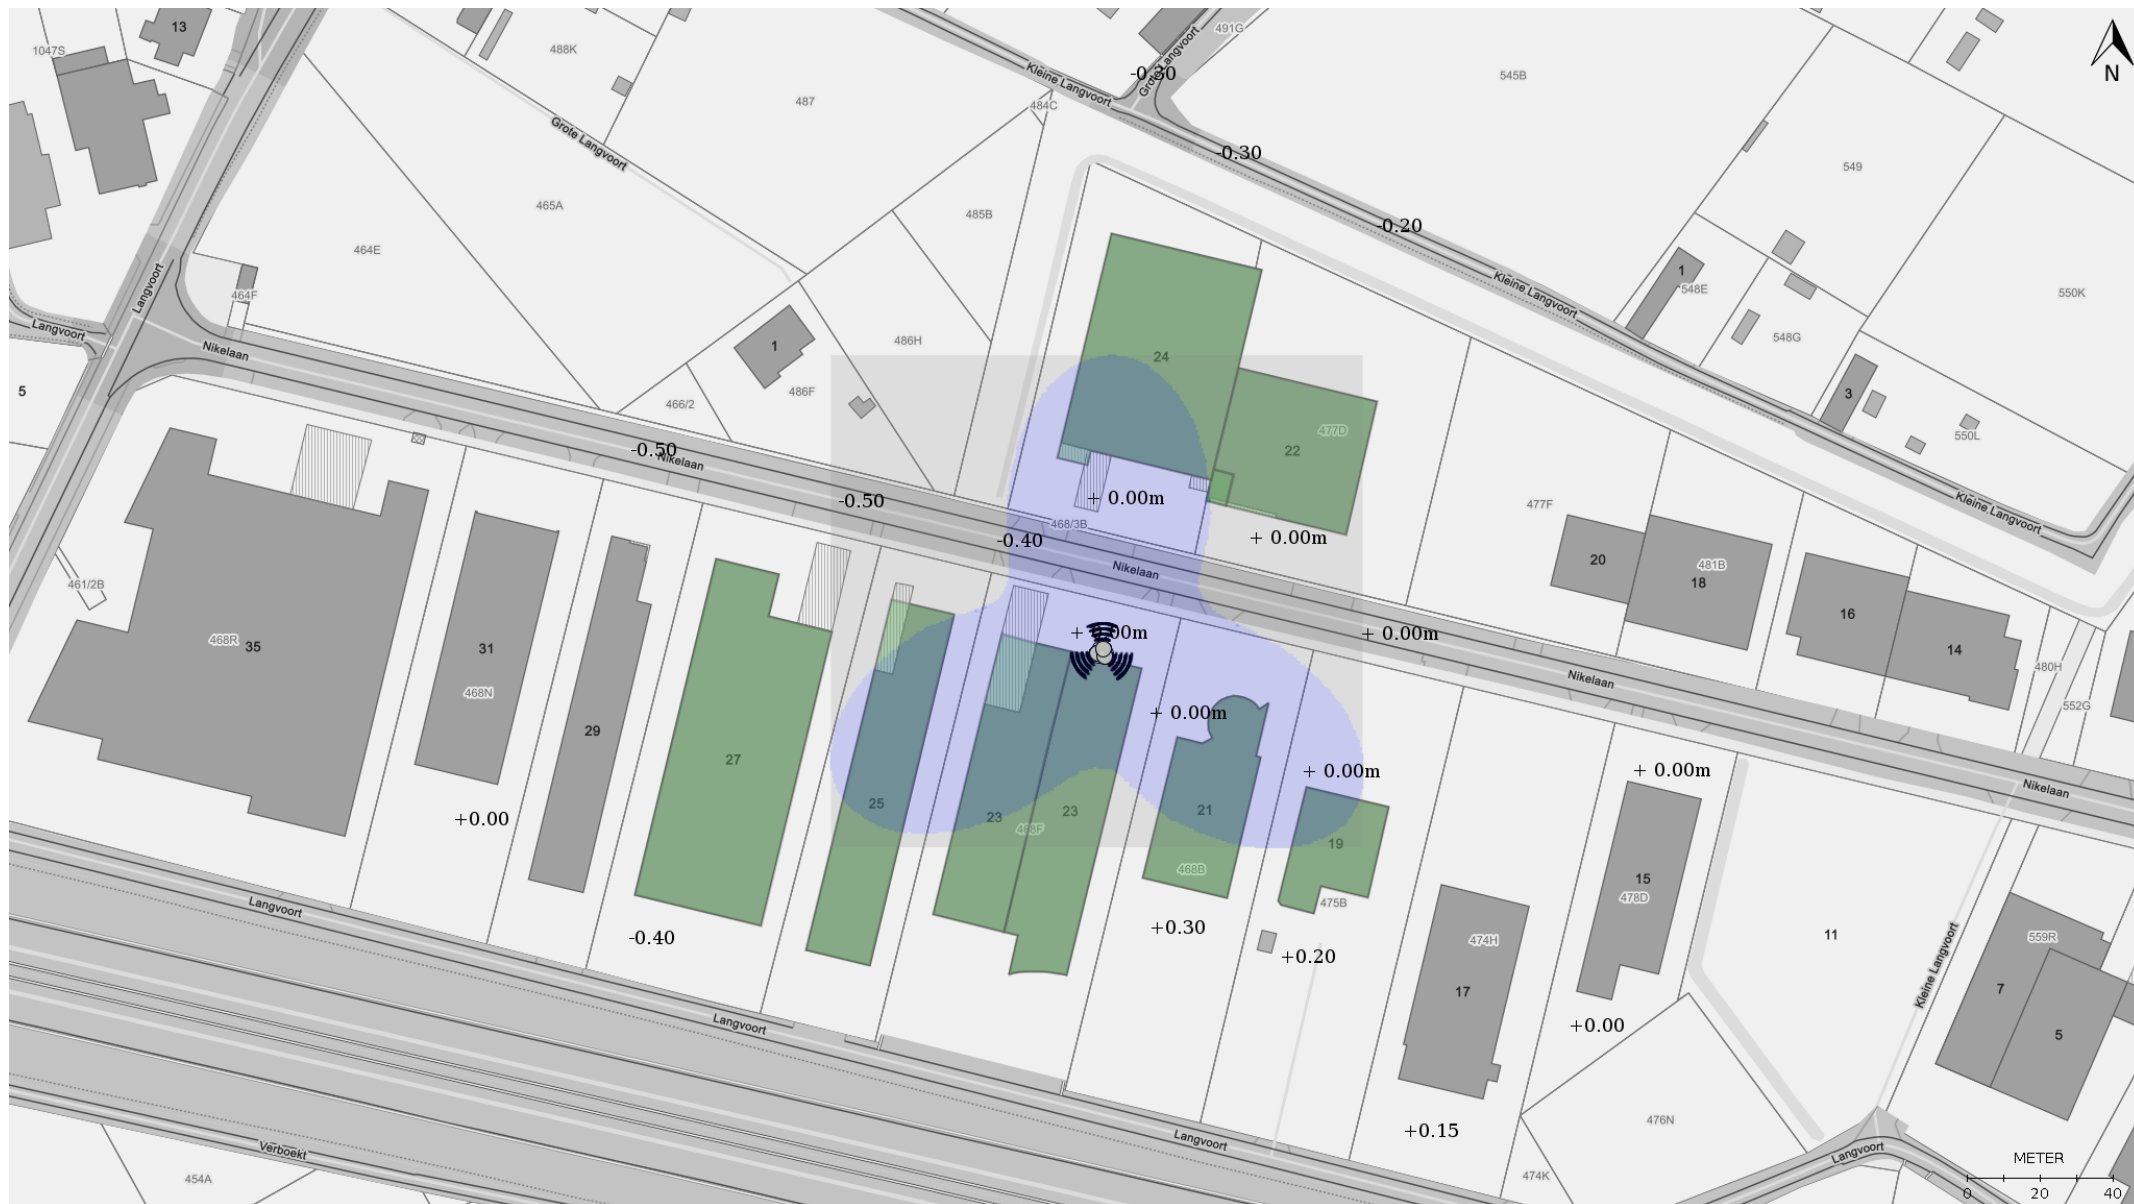 13
1047S
488K
491G
Grote Langvoort
Kleine Langvoort
-0.30
545B
N
487
484C
Grote Langvoort
-0.30
549
465A
485B
-0.20
464E
Langvoort
464F
Kleine Langvoort
1
548E
550K
Langvoort
Nikelaan
1
486H
24
548G
5
486F
466/2
3
477D
550L
22
-0.50
Nikelaan
-0.50
+ 0.00m
477F
Kleine Langvoort
468/3B
-0.40
+ 0.00m
20
481B
18
Nikelaan
461/2B
16
468R
35
31
+ 0.00m
+ 0.00m
14
480H
468N
Nikelaan
552G
29
27
+ 0.00m
+ 0.00m
+ 0.00m
Nikelaan
25
23
23
21
+0.00
468F
19
468B
15
478D
475B
Langvoort
-0.40
+0.30
474H
11
559R
+0.20
Kleine Langvoort
17
7
Langvoort
+0.00
5
Langvoort
+0.15
476N
Verboekt
454A
474K
Langvoort
METER
0 20 40